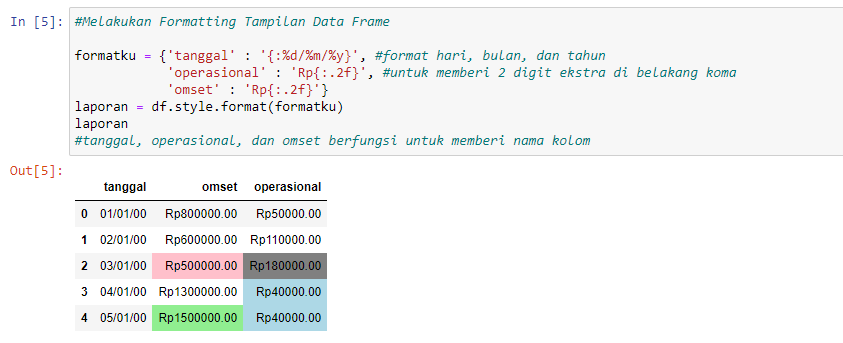 In [5]: #Melakukan Formatting Tampilan Data Frame
formatku = {'tanggal' : '{:%d/%m/%y}', #format hari, bulan, dan tahun
'operasional' : 'Rp{:.2f}', #untuk memberi 2 digit ekstra di belakang koma
'omset' : 'Rp{:.2f}'}
laporan = df.style.format(formatku)
laporan
#tanggal, operasional, dan omset berfungsi untuk memberi nama kolom
Out[5]:
tanggal omset operasional
0 01/01/00 Rp800000.00 Rp50000.00
1 02/01/00 Rp600000.00 Rp110000.00
2 03/01/00 Rp500000.00 Rp180000.00
3 04/01/00 Rp1300000.00 Rp40000.00
4 05/01/00 Rp1500000.00 Rp40000.00